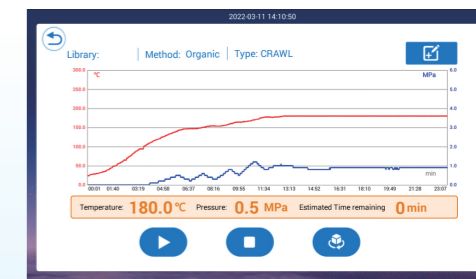 2022-03-11 14:10:50
Library: Method: Organic Type: CRAWL
℃ MPa
300.0 6.0
250.0 5.0
200.0 4.0
150.0 3.0
100.0 2.0
50.0 1.0
min
0.0 0.0
00:01 01:40 03:19 04:58 06:37 08:16 09:55 11:34 13:13 14:52 16:31 18:10 19:49 21:28 23:07
Temperature: 180.0℃ Pressure: 0.5 MPa Estimated Time remaining 0 min